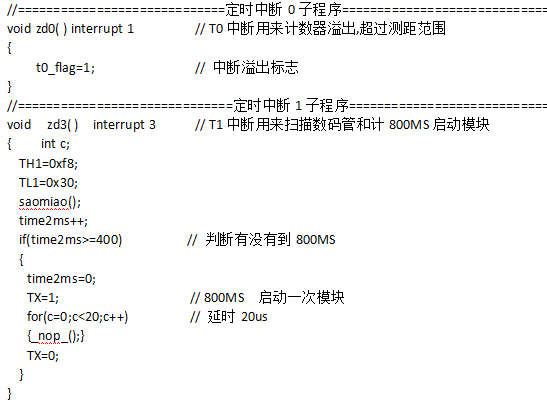 //=============================定时中断 0 子程序=============================
void zd0( ) interrupt 1 // T0 中断用来计数器溢出,超过测距范围
{
t0_flag=1; // 中断溢出标志
}
//==============================定时中断 1 子程序============================
void zd3( ) interrupt 3 // T1 中断用来扫描数码管和计 800MS 启动模块
{ int c;
TH1=0xf8;
TL1=0x30;
saomiao();
time2ms++;
if(time2ms>=400) // 判断有没有到 800MS
{
time2ms=0;
TX=1; // 800MS 启动一次模块
for(c=0;c<20;c++) // 延时 20us
{_nop_();}
TX=0;
}
}